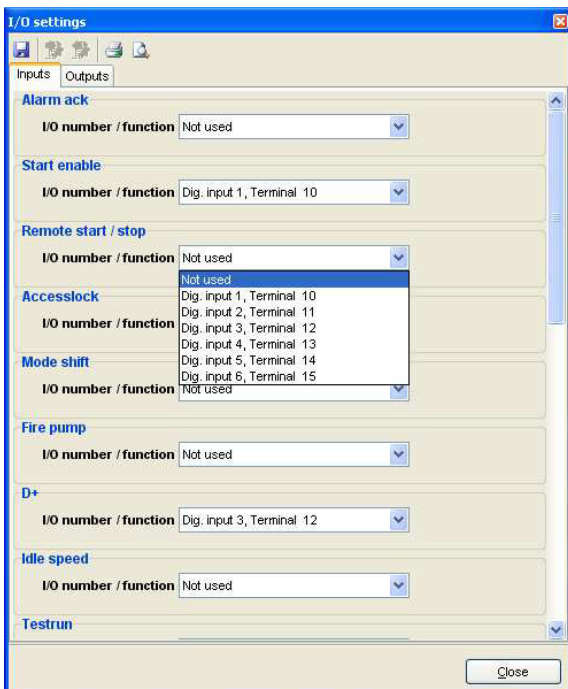 I/O settings
Inputs Outputs
Alarm ack
I/O number / function Not used
Start enable
I/O number / function Dig. input 1, Terminal 10
Remote start / stop
I/O number / function Not used
Not used
Dig. input 1, Terminal 10
Dig. input 2, Terminal 11
Dig. input 3, Terminal 12
Dig. input 4, Terminal 13
Dig. input 5, Terminal 14
Dig. input 6, Terminal 15
Accesslock
I/O number / function
Mode shift
I/O number / function Not used
Fire pump
I/O number / function Not used
D+
I/O number / function Dig. input 3, Terminal 12
Idle speed
I/O number / function Not used
Testrun
Close